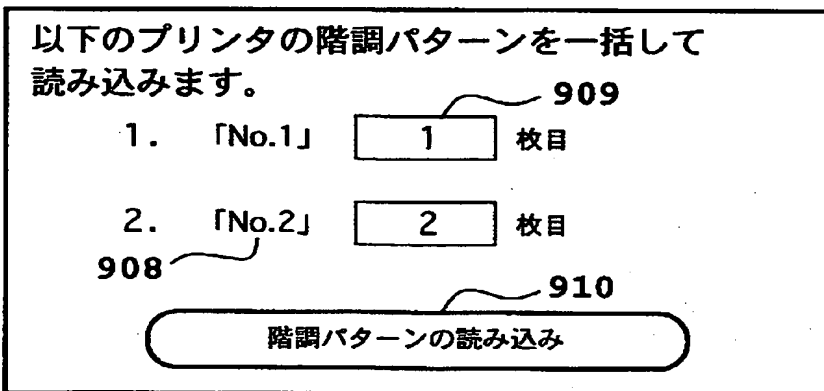 以下のプリンタの階調パターンを一括して
読み込みます。
909
1. 「No.1」 1 枚目
2. 「No.2」 2 枚目
908
910
階調パターンの読み込み